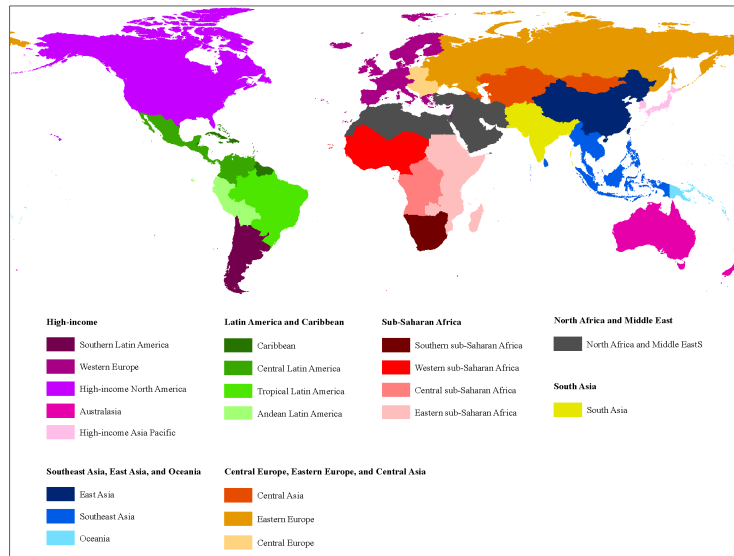 High-income
Southern Latin America
Western Europe
High-income North America
Australasia
High-income Asia Pacific
Latin America and Caribbean
Caribbean
Central Latin America
Tropical Latin America
Andean Latin America
Sub-Saharan Africa
Southern sub-Saharan Africa
Western sub-Saharan Africa
Central sub-Saharan Africa
Eastern sub-Saharan Africa
North Africa and Middle East
North Africa and Middle EastS
South Asia
South Asia
Southeast Asia, East Asia, and Oceania
East Asia
Southeast Asia
Oceania
Central Europe, Eastern Europe, and Central Asia
Central Asia
Eastern Europe
Central Europe